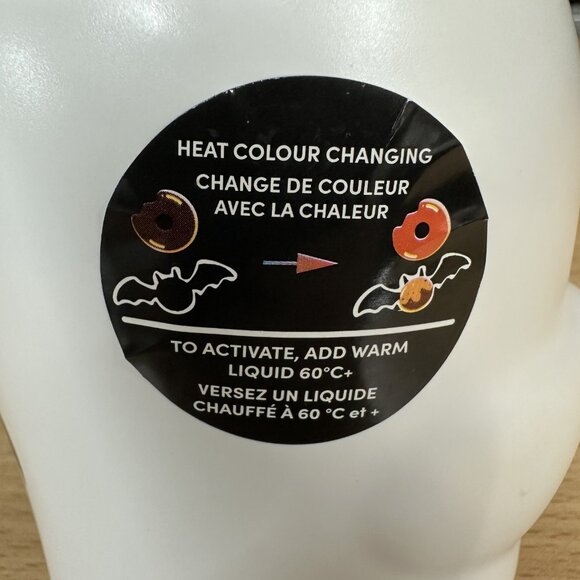 HEAT COLOUR CHANGING
CHANGE DE COULEUR
AVEC LA CHALEUR
TO ACTIVATE, ADD WARM
LIQUID 60°C+
VERSEZ UN LIQUIDE
CHAUFFÉ À 60 °C et +